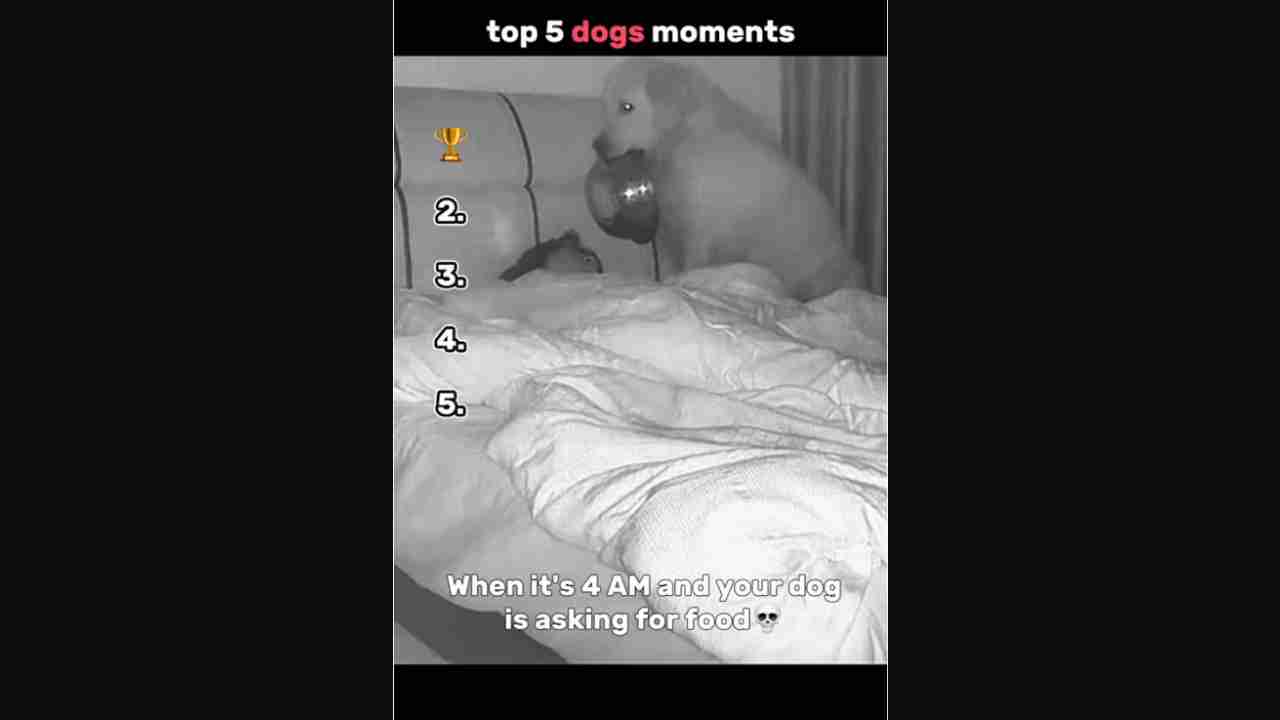 top 5 dogs moments
🏆
2.
3.
4.
5.
When it's 4 AM and your dog
is asking for food💀